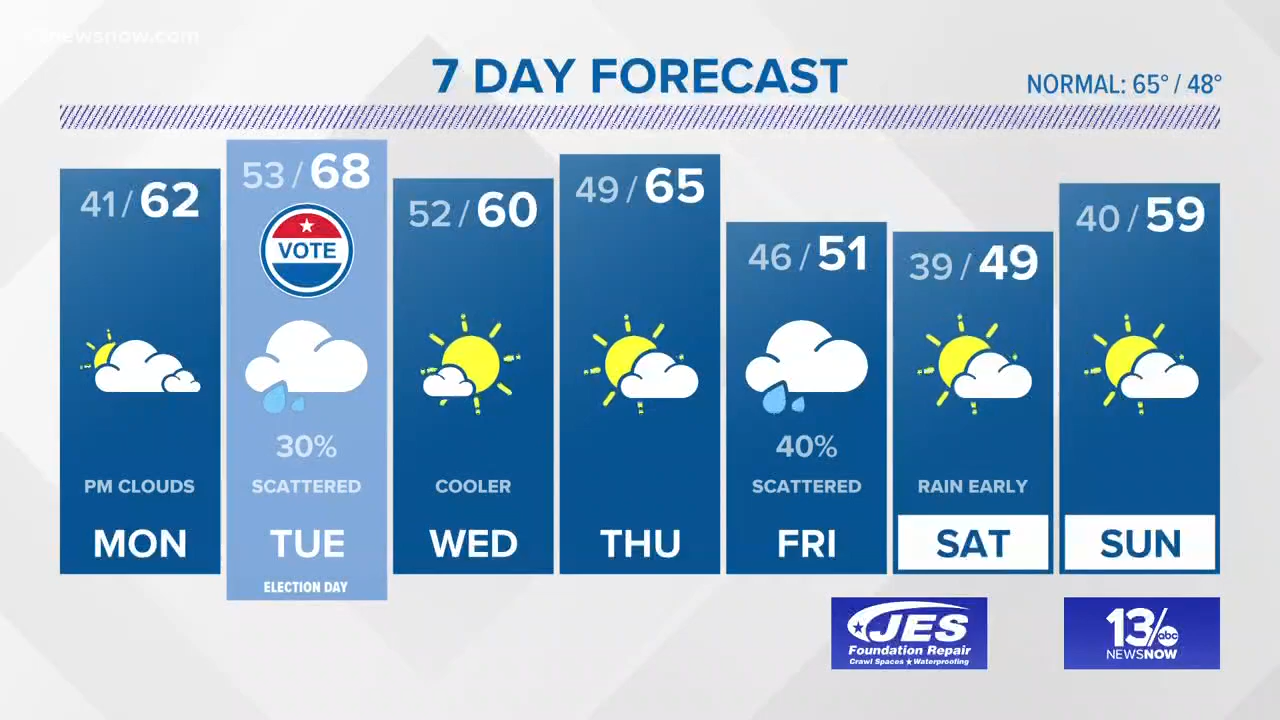 newsnow.com
7 DAY FORECAST
NORMAL: 65° / 48°
41 / 62
PM CLOUDS
MON
53 / 68
VOTE
30%
SCATTERED
TUE
ELECTION DAY
52 / 60
COOLER
WED
49 / 65
THU
46 / 51
40%
SCATTERED
FRI
39 / 49
RAIN EARLY
SAT
40 / 59
SUN
JES
Foundation Repair
Crawl Spaces ★ Waterproofing
13 abc
NEWSNOW